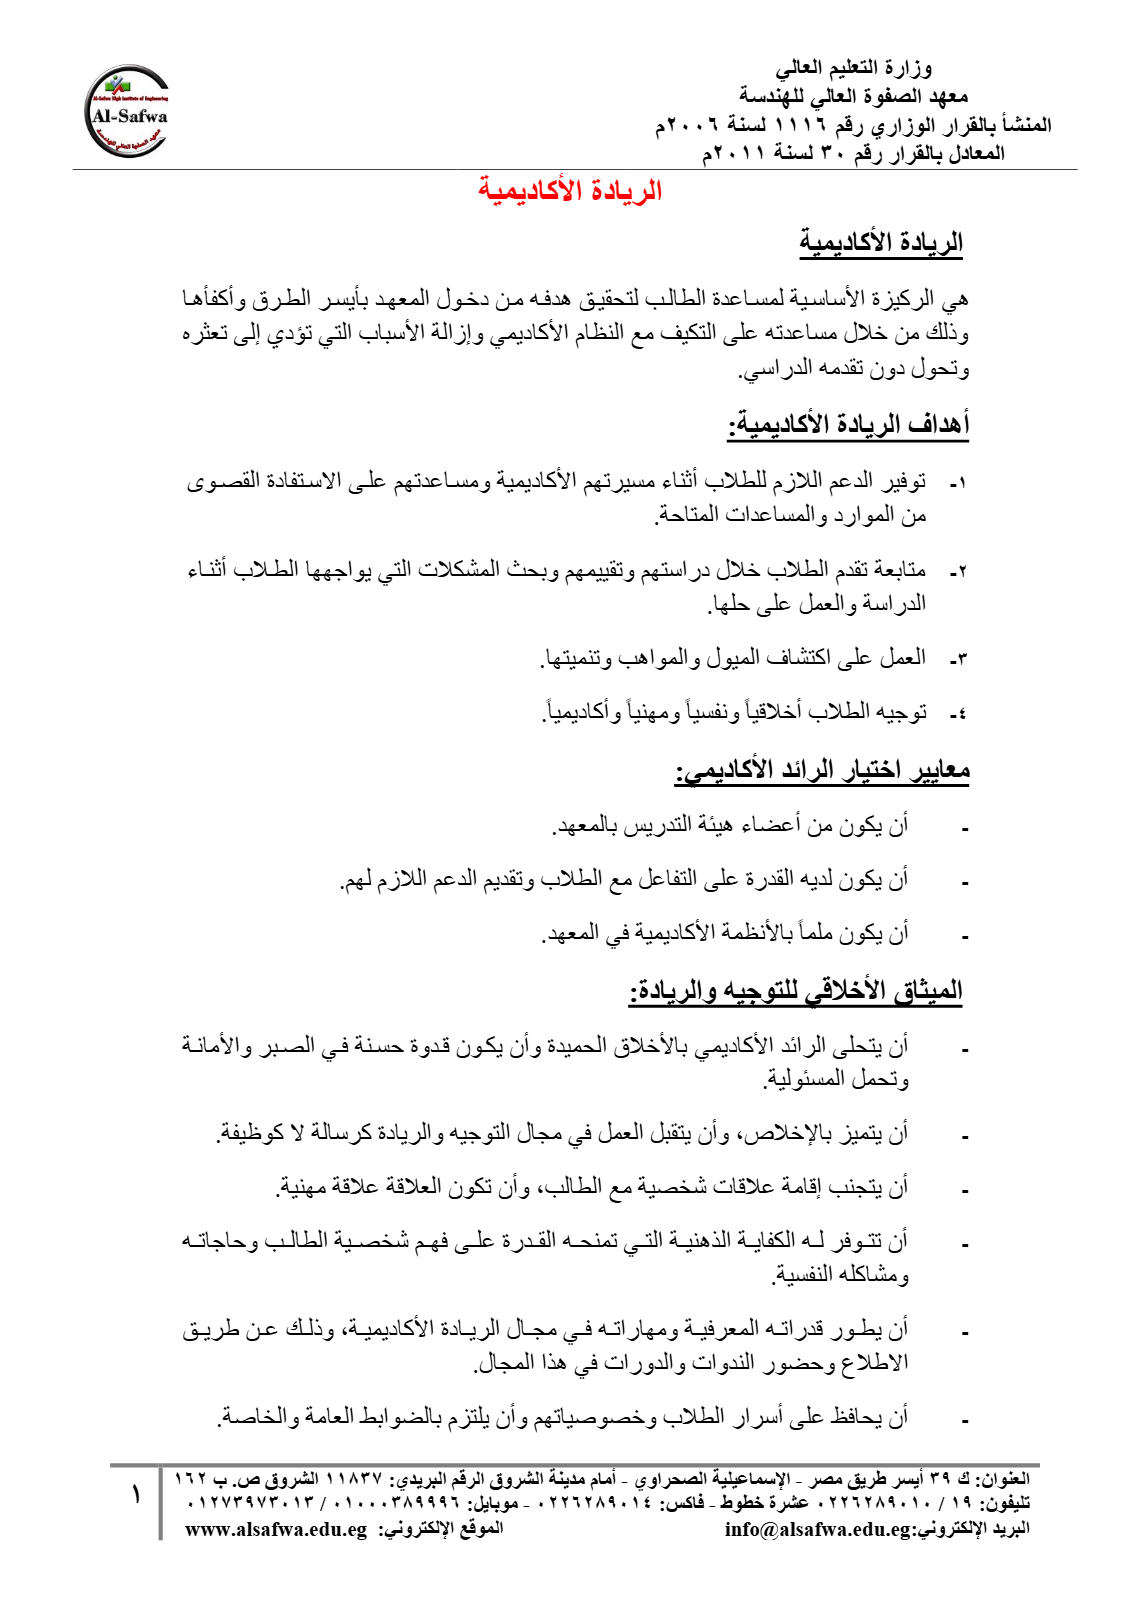 وزارة التعليم العالي
معهد الصفوة العالي للهندسة
المنشأ بالقرار الوزاري رقم ١١١٦ لسنة ٢٠٠٦م
المعادل بالقرار رقم ٣٠ لسنة ٢٠١١م
Al-Safwa High Institute of Engineering
Al-Safwa
معهد الصفوة العالي للهندسة
الريادة الأكاديمية
الريادة الأكاديمية
هي الركيزة الأساسية لمساعدة الطالب لتحقيق هدفه من دخول المعهد بأيسر الطرق وأكفأها
وذلك من خلال مساعدته على التكيف مع النظام الأكاديمي وإزالة الأسباب التي تؤدي إلى تعثره
وتحول دون تقدمه الدراسي.
أهداف الريادة الأكاديمية:
١- توفير الدعم اللازم للطلاب أثناء مسيرتهم الأكاديمية ومساعدتهم على الاستفادة القصوى
من الموارد والمساعدات المتاحة.
٢- متابعة تقدم الطلاب خلال دراستهم وتقييمهم وبحث المشكلات التي يواجهها الطلاب أثناء
الدراسة والعمل على حلها.
٣- العمل على اكتشاف الميول والمواهب وتنميتها.
٤- توجيه الطلاب أخلاقياً ونفسياً ومهنياً وأكاديمياً.
معايير اختيار الرائد الأكاديمي:
- أن يكون من أعضاء هيئة التدريس بالمعهد.
- أن يكون لديه القدرة على التفاعل مع الطلاب وتقديم الدعم اللازم لهم.
- أن يكون ملماً بالأنظمة الأكاديمية في المعهد.
الميثاق الأخلاقي للتوجيه والريادة:
- أن يتحلى الرائد الأكاديمي بالأخلاق الحميدة وأن يكون قدوة حسنة في الصبر والأمانة
وتحمل المسئولية.
- أن يتميز بالإخلاص، وأن يتقبل العمل في مجال التوجيه والريادة كرسالة لا كوظيفة.
- أن يتجنب إقامة علاقات شخصية مع الطالب، وأن تكون العلاقة علاقة مهنية.
- أن تتوفر له الكفاية الذهنية التي تمنحه القدرة على فهم شخصية الطالب وحاجاته
ومشاكله النفسية.
- أن يطور قدراته المعرفية ومهاراته في مجال الريادة الأكاديمية، وذلك عن طريق
الاطلاع وحضور الندوات والدورات في هذا المجال.
- أن يحافظ على أسرار الطلاب وخصوصياتهم وأن يلتزم بالضوابط العامة والخاصة.
العنوان: ك ٣٩ أيسر طريق مصر - الإسماعيلية الصحراوي - أمام مدينة الشروق الرقم البريدي: ١١٨٣٧ الشروق ص. ب ١٦٢
تليفون: ١٩ / ٠٢٢٦٢٨٩٠١٠ عشرة خطوط - فاكس: ٠٢٢٦٢٨٩٠١٤ - موبايل: ٠١٠٠٠٣٨٩٩٩٦ / ٠١٢٧٣٩٧٣٠١٣
البريد الإلكتروني:info@alsafwa.edu.eg الموقع الإلكتروني: www.alsafwa.edu.eg
١